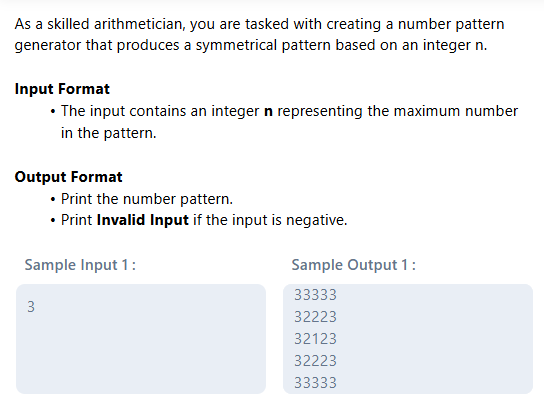 As a skilled arithmetician, you are tasked with creating a number pattern
generator that produces a symmetrical pattern based on an integer n.
Input Format
• The input contains an integer n representing the maximum number
in the pattern.
Output Format
• Print the number pattern.
• Print Invalid Input if the input is negative.
Sample Input 1:
3
Sample Output 1:
33333
32223
32123
32223
33333